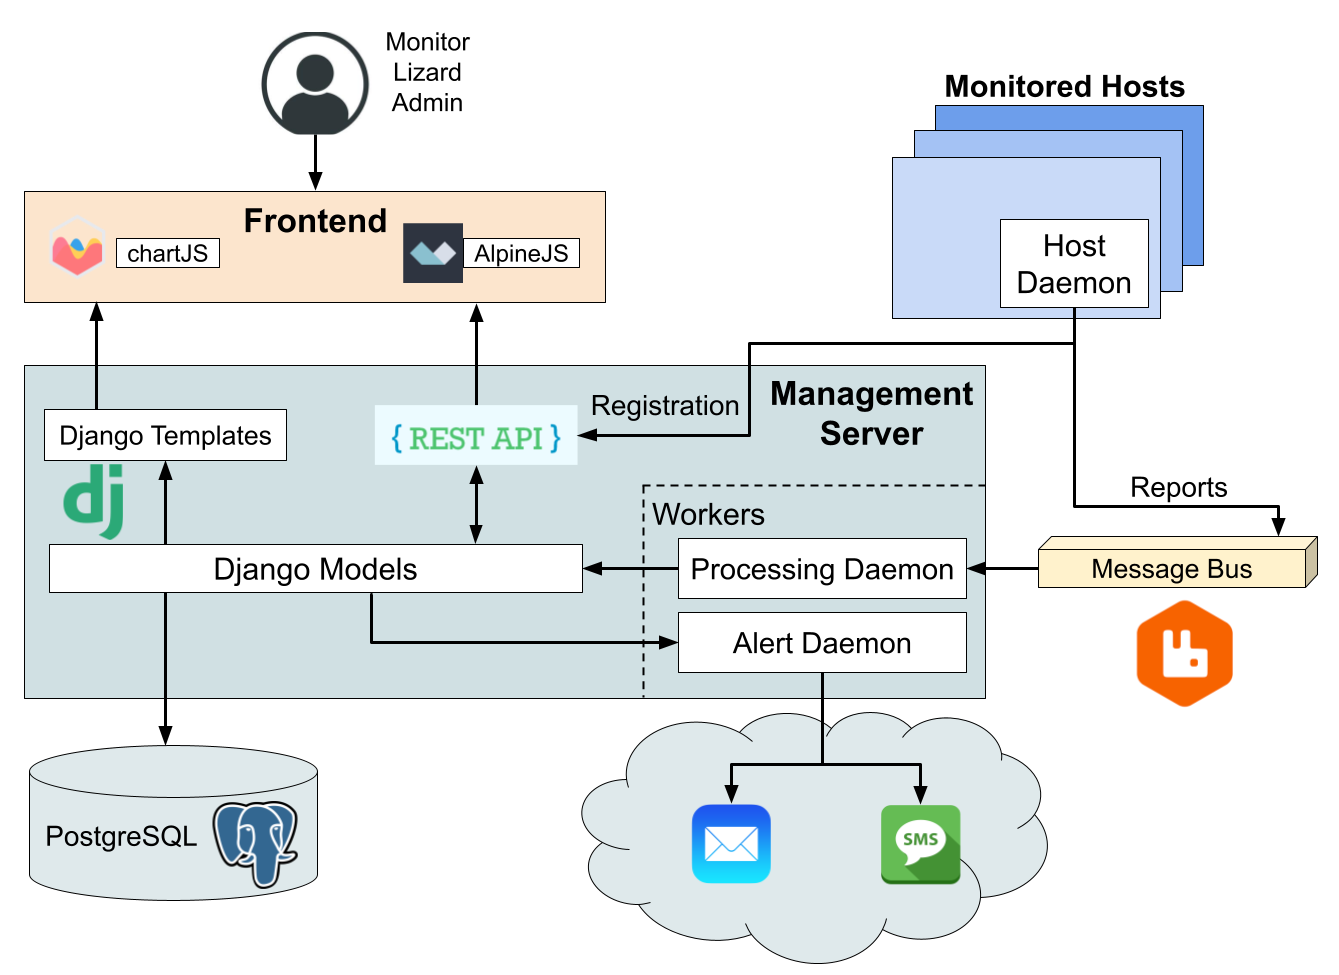 Monitor
Lizard
Admin
Monitored Hosts
Frontend
chartJS
AlpineJS
Host
Daemon
Management
Server
Registration
Django Templates
{ REST API }
dj
Reports
Workers
Django Models
Processing Daemon
Message Bus
Alert Daemon
PostgreSQL
SMS